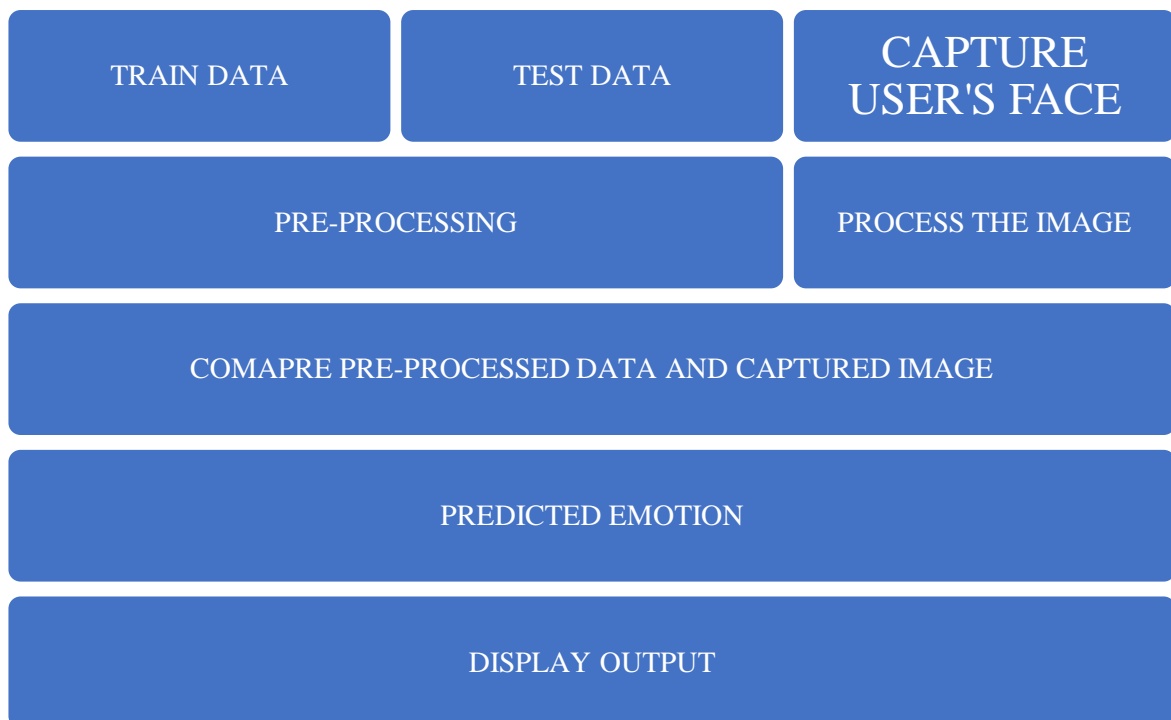 TRAIN DATA
TEST DATA
CAPTURE
USER'S FACE
PRE-PROCESSING
PROCESS THE IMAGE
COMAPRE PRE-PROCESSED DATA AND CAPTURED IMAGE
PREDICTED EMOTION
DISPLAY OUTPUT